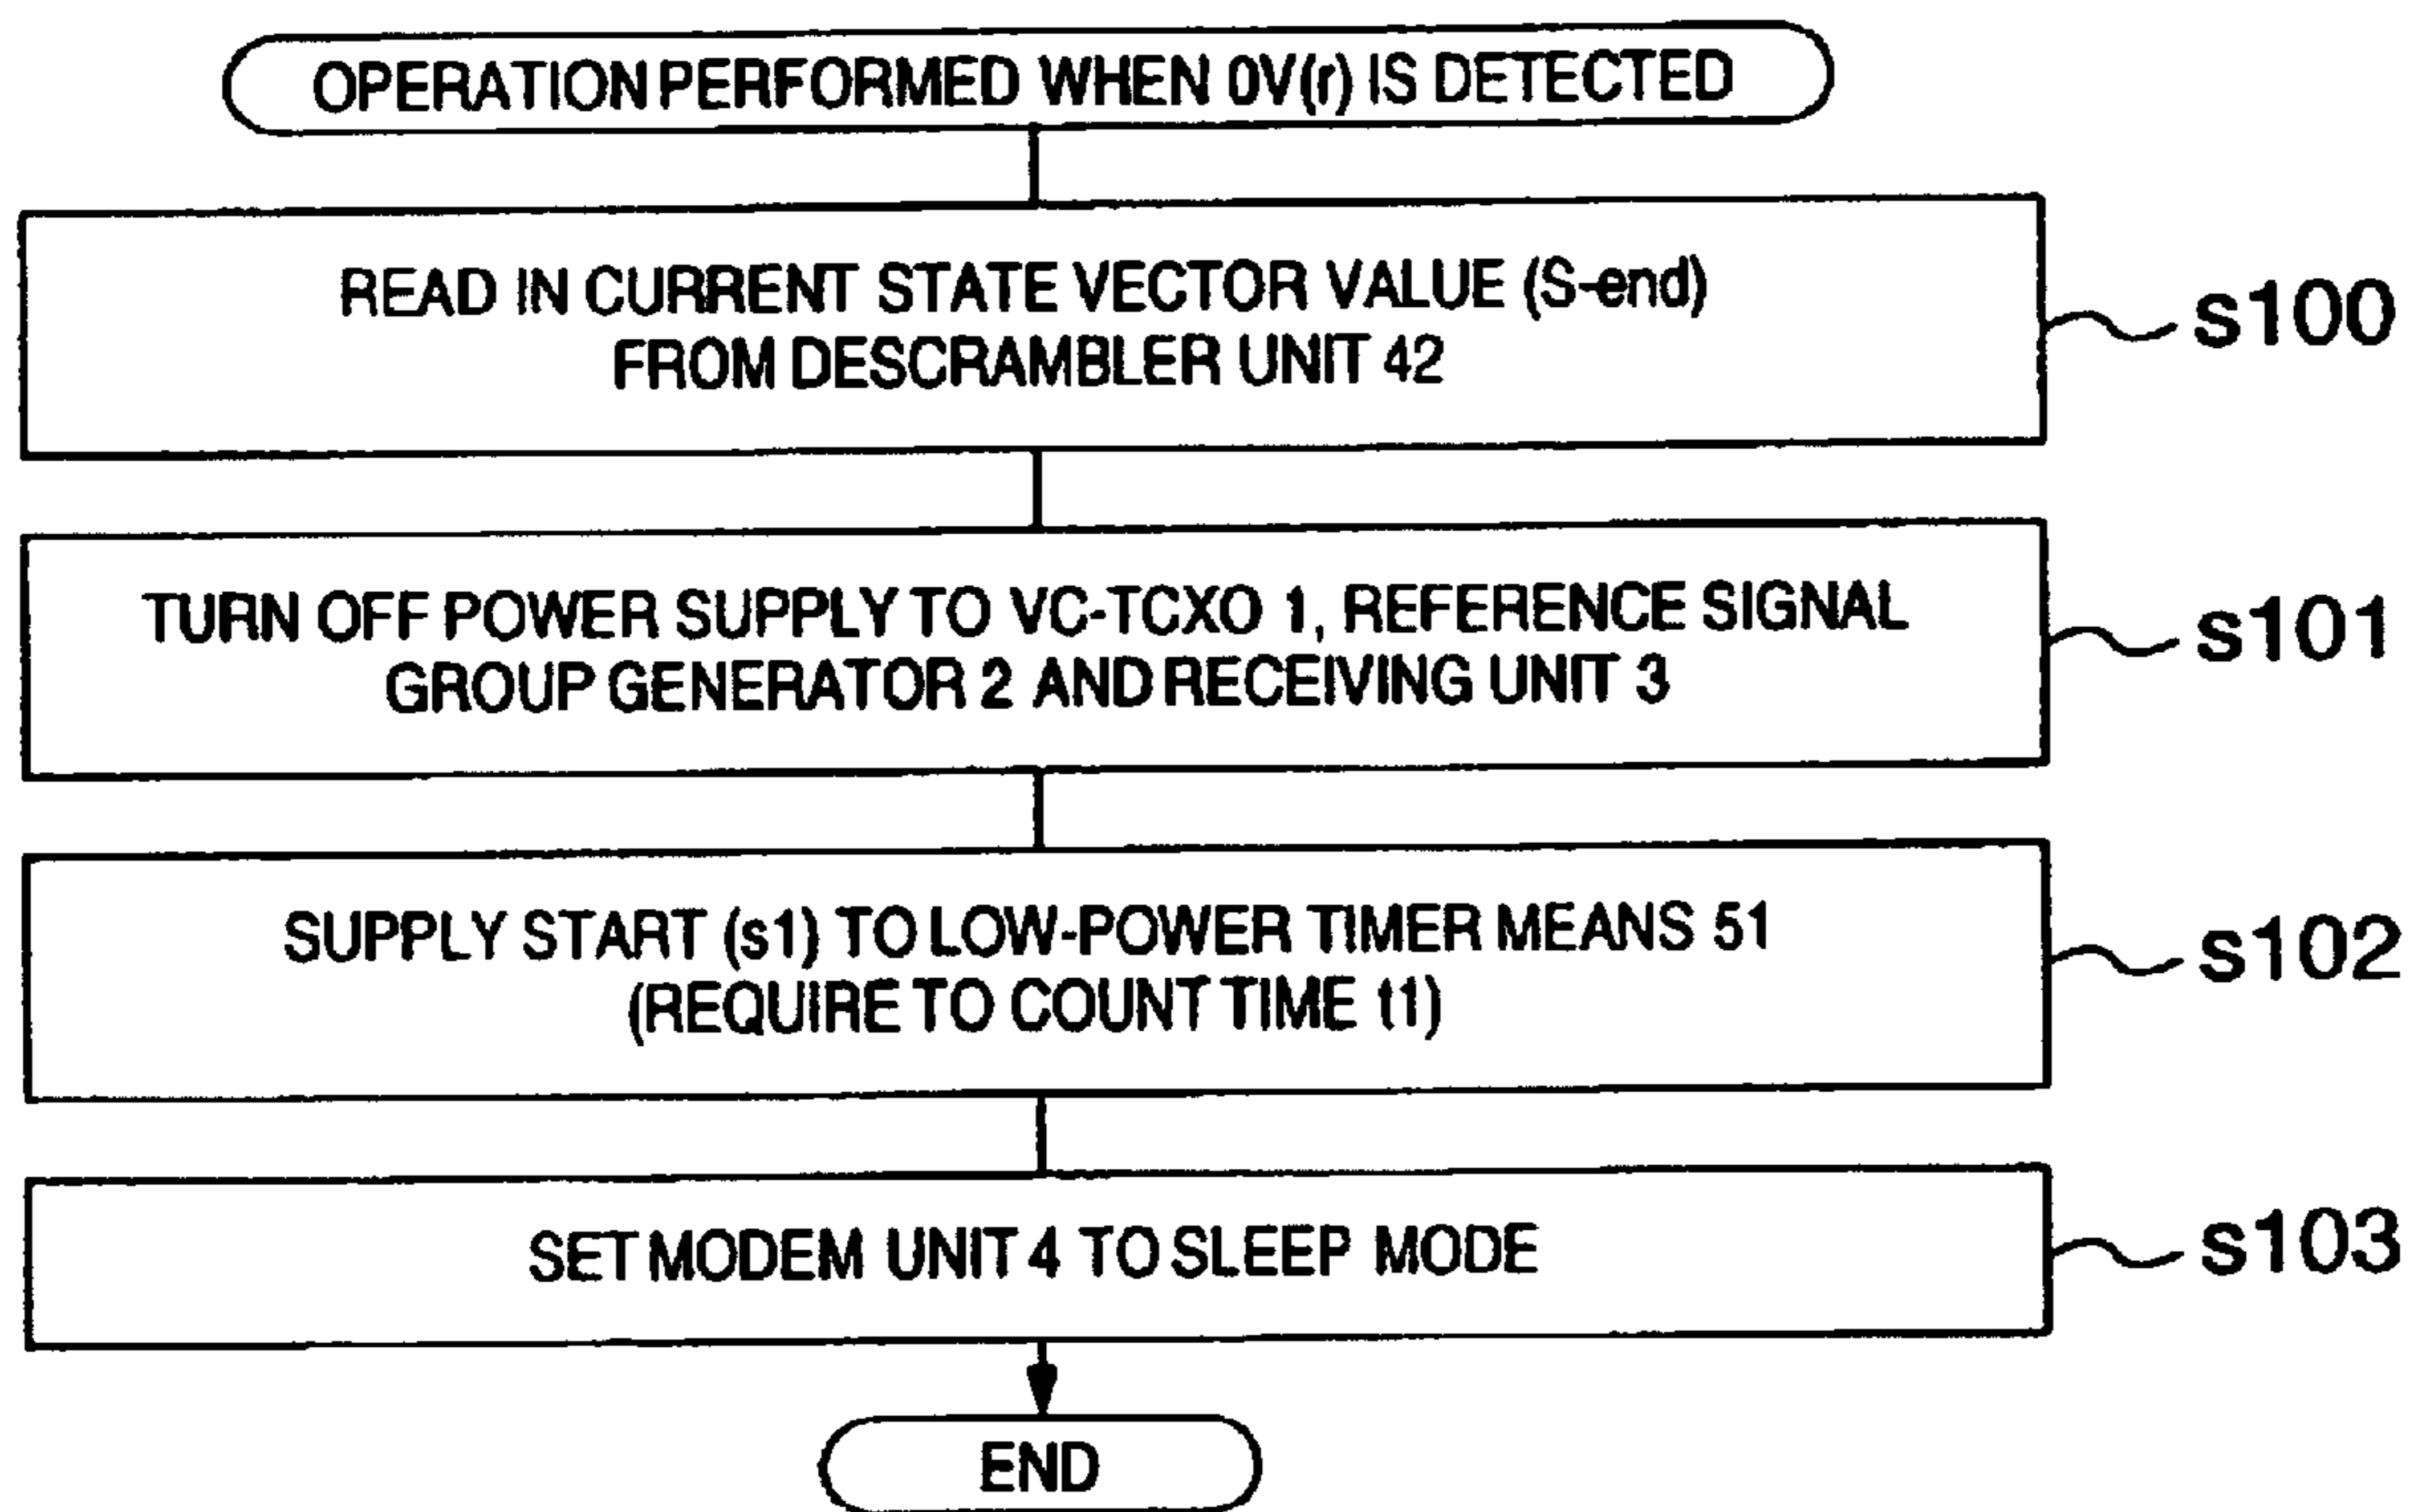 OPERATION PERFORMED WHEN 0V(r) IS DETECTED
READ IN CURRENT STATE VECTOR VALUE (S-end)
FROM DESCRAMBLER UNIT 42
s100
TURN OFF POWER SUPPLY TO VC-TCXO 1, REFERENCE SIGNAL
GROUP GENERATOR 2 AND RECEIVING UNIT 3
s101
SUPPLY START (s1) TO LOW-POWER TIMER MEANS 51
(REQUIRE TO COUNT TIME t1)
s102
SET MODEM UNIT 4 TO SLEEP MODE
s103
END